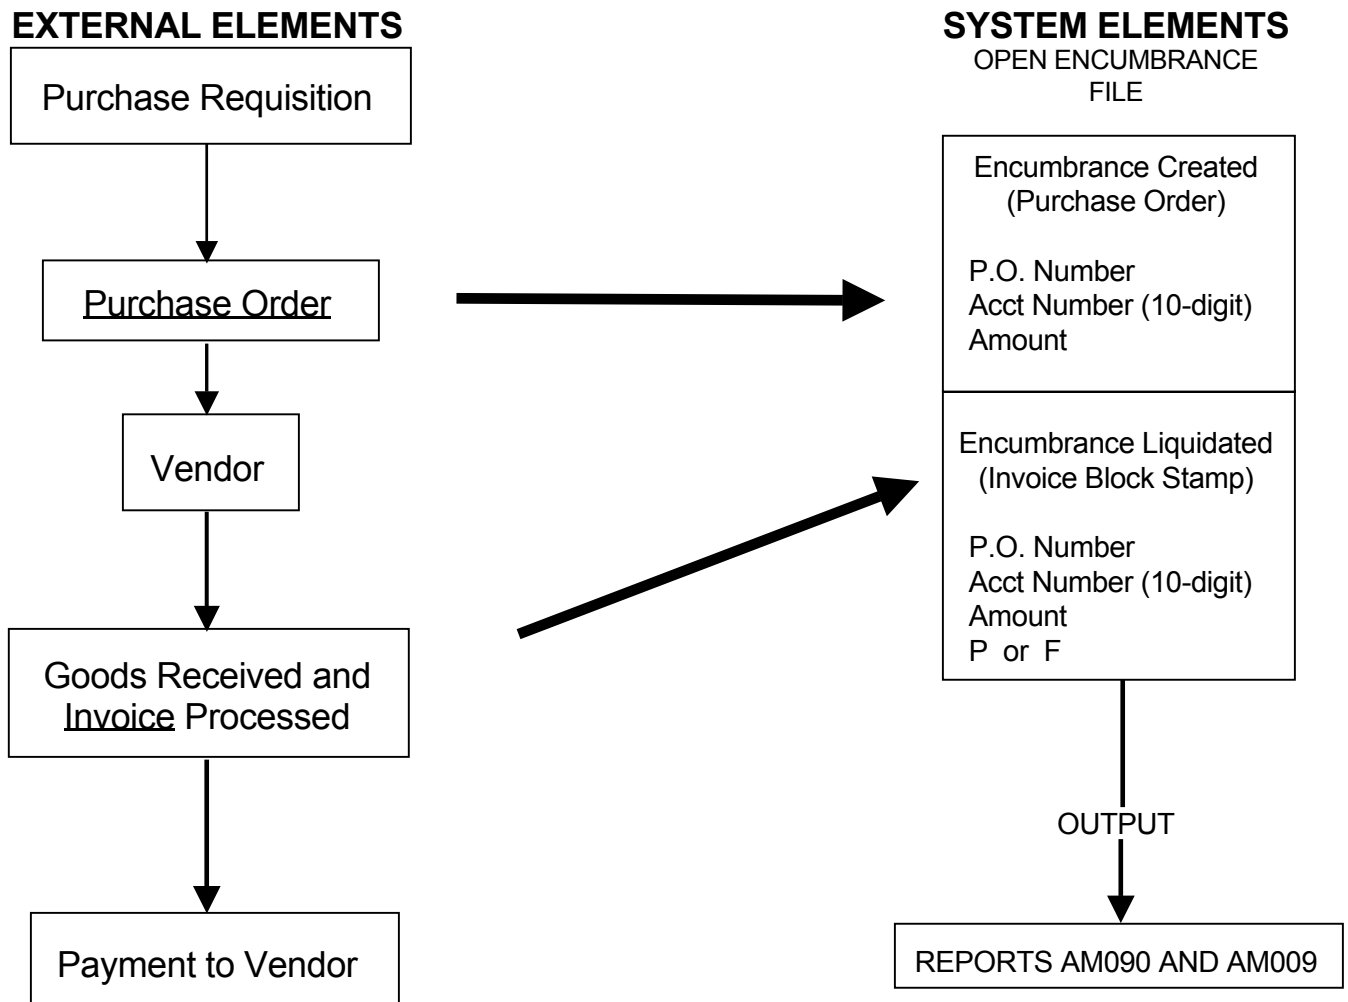 EXTERNAL ELEMENTS
Purchase Requisition
Purchase Order
Vendor
Goods Received and
Invoice Processed
Payment to Vendor
SYSTEM ELEMENTS
OPEN ENCUMBRANCE
FILE
Encumbrance Created
(Purchase Order)
P.O. Number
Acct Number (10-digit)
Amount
Encumbrance Liquidated
(Invoice Block Stamp)
P.O. Number
Acct Number (10-digit)
Amount
P or F
OUTPUT
REPORTS AM090 AND AM009